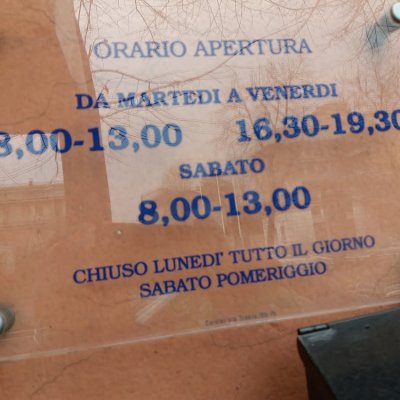 ORARIO APERTURA
DA MARTEDI A VENERDI
8,00-13,00 16,30-19,30
SABATO
8,00-13,00
CHIUSO LUNEDI' TUTTO IL GIORNO
SABATO POMERIGGIO